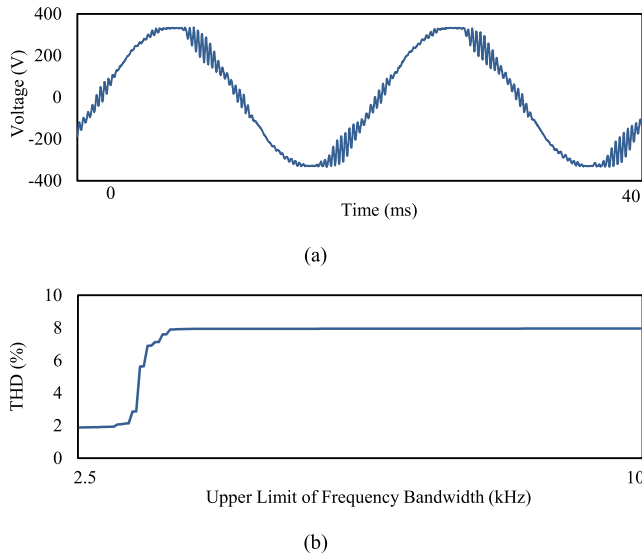 400
200
0
-200
-400
Voltage (V)
0
40
Time (ms)
(a)
10
8
6
4
2
0
THD (%)
2.5
10
Upper Limit of Frequency Bandwidth (kHz)
(b)